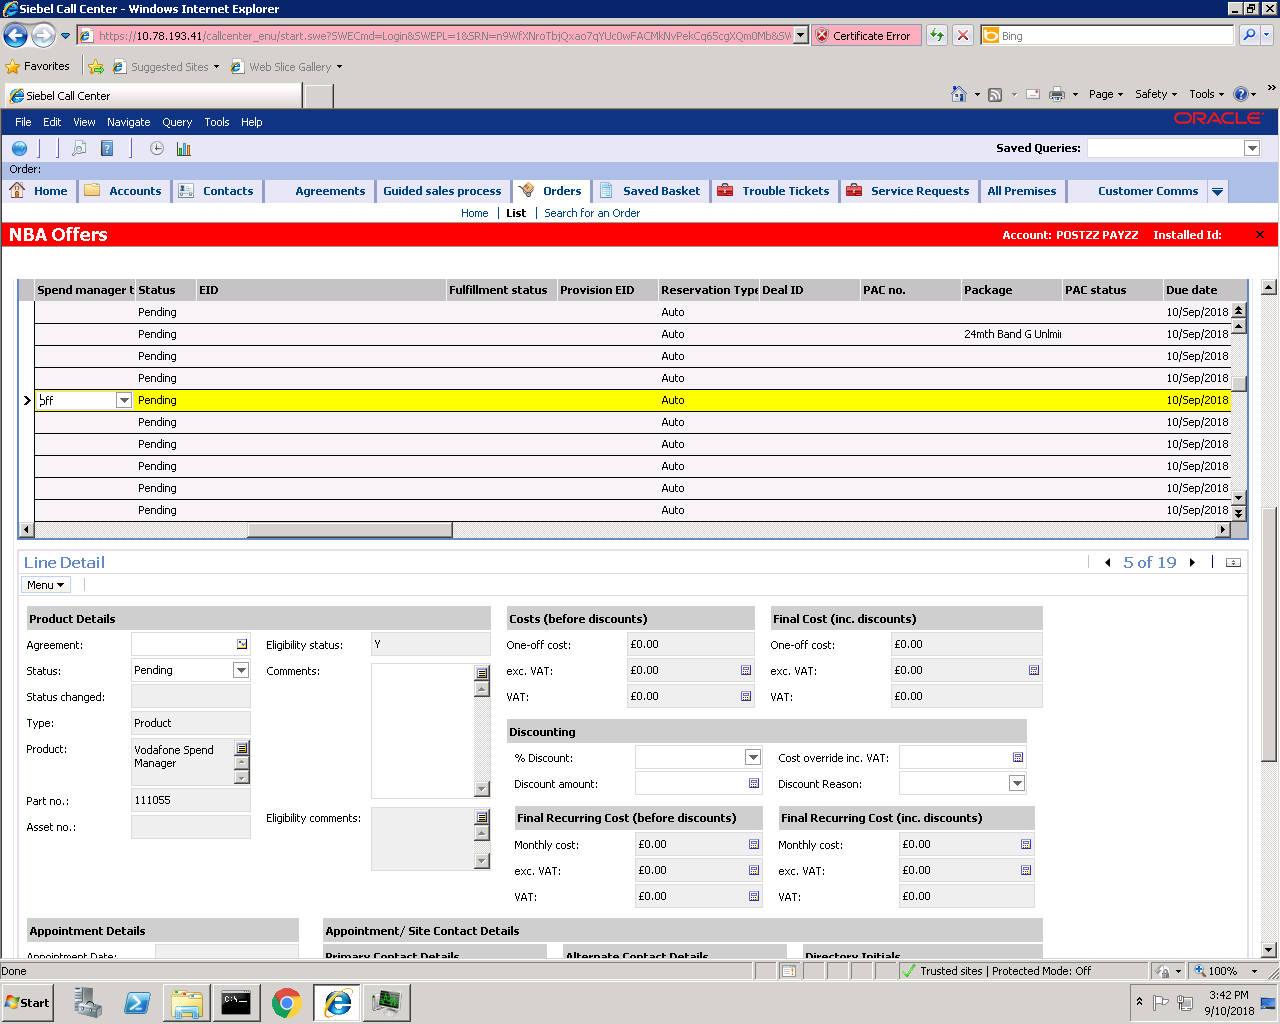 Siebel Call Center - Windows Internet Explorer
https://10.78.193.41/callcenter_enu/start.swe?SWECmd=Login&SWEPL=1&SRN=n9WfXNroTbjQxao7qYUc0wFACMkNvPekCq65cgXQm0Mb&SW Certificate Error Bing
Favorites Suggested Sites Web Slice Gallery
Siebel Call Center Page Safety Tools »
File Edit View Navigate Query Tools Help ORACLE
Saved Queries:
Order:
Home Accounts Contacts Agreements Guided sales process Orders Saved Basket Trouble Tickets Service Requests All Premises Customer Comms
Home | List | Search for an Order
NBA Offers Account: POSTZZ PAYZZ Installed Id: ×
Spend manager t Status EID Fulfillment status Provision EID Reservation Type Deal ID PAC no. Package PAC status Due date
Pending Auto 10/Sep/2018
Pending Auto 24mth Band G Unlmi 10/Sep/2018
Pending Auto 10/Sep/2018
Pending Auto 10/Sep/2018
Pending Auto 10/Sep/2018
Pending Auto 10/Sep/2018
Pending Auto 10/Sep/2018
Pending Auto 10/Sep/2018
Pending Auto 10/Sep/2018
Pending Auto 10/Sep/2018
Line Detail 5 of 19
Menu
Product Details Costs (before discounts) Final Cost (inc. discounts)
Agreement: Eligibility status: Y One-off cost: £0.00 One-off cost: £0.00
Status: Pending Comments: exc. VAT: £0.00 exc. VAT: £0.00
Status changed: VAT: £0.00 VAT: £0.00
Type: Product
Discounting
Product: Vodafone Spend Manager
% Discount: Cost override inc. VAT:
Discount amount: Discount Reason:
Part no.: 111055
Eligibility comments: Final Recurring Cost (before discounts) Final Recurring Cost (inc. discounts)
Asset no.:
Monthly cost: £0.00 Monthly cost: £0.00
exc. VAT: £0.00 exc. VAT: £0.00
VAT: £0.00 VAT: £0.00
Appointment Details Appointment/ Site Contact Details
Appointment Date: Primary Contact Details Alternate Contact Details Directory Initials
Done Trusted sites | Protected Mode: Off 100%
Start 3:42 PM
9/10/2018